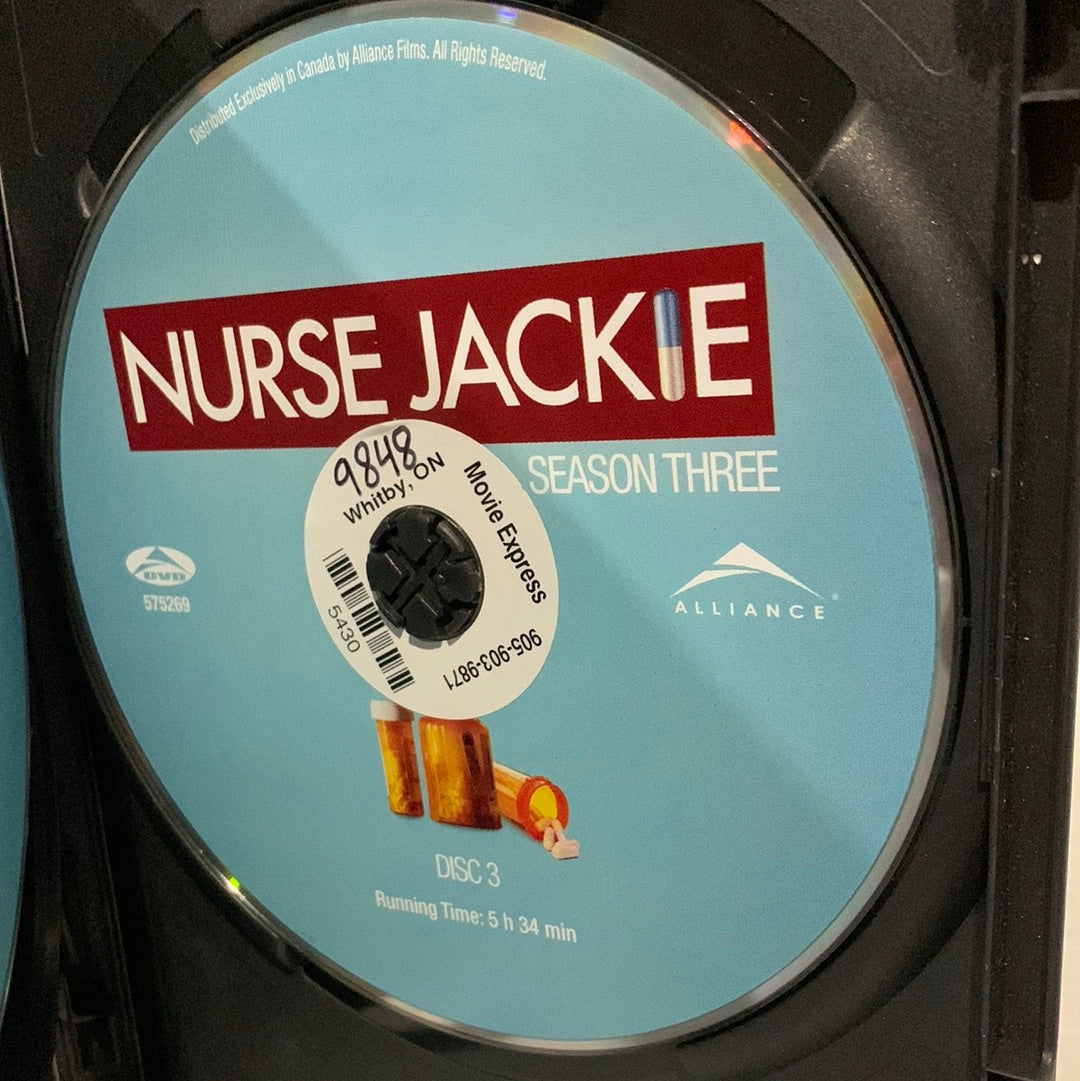 Distributed Exclusively in Canada by Alliance Films. All Rights Reserved.
NURSE JACKIE
SEASON THREE
9848
Whitby, ON
Movie Express
905-903-9871
5430
DVD
575269
ALLIANCE
DISC 3
Running Time: 5 h 34 min